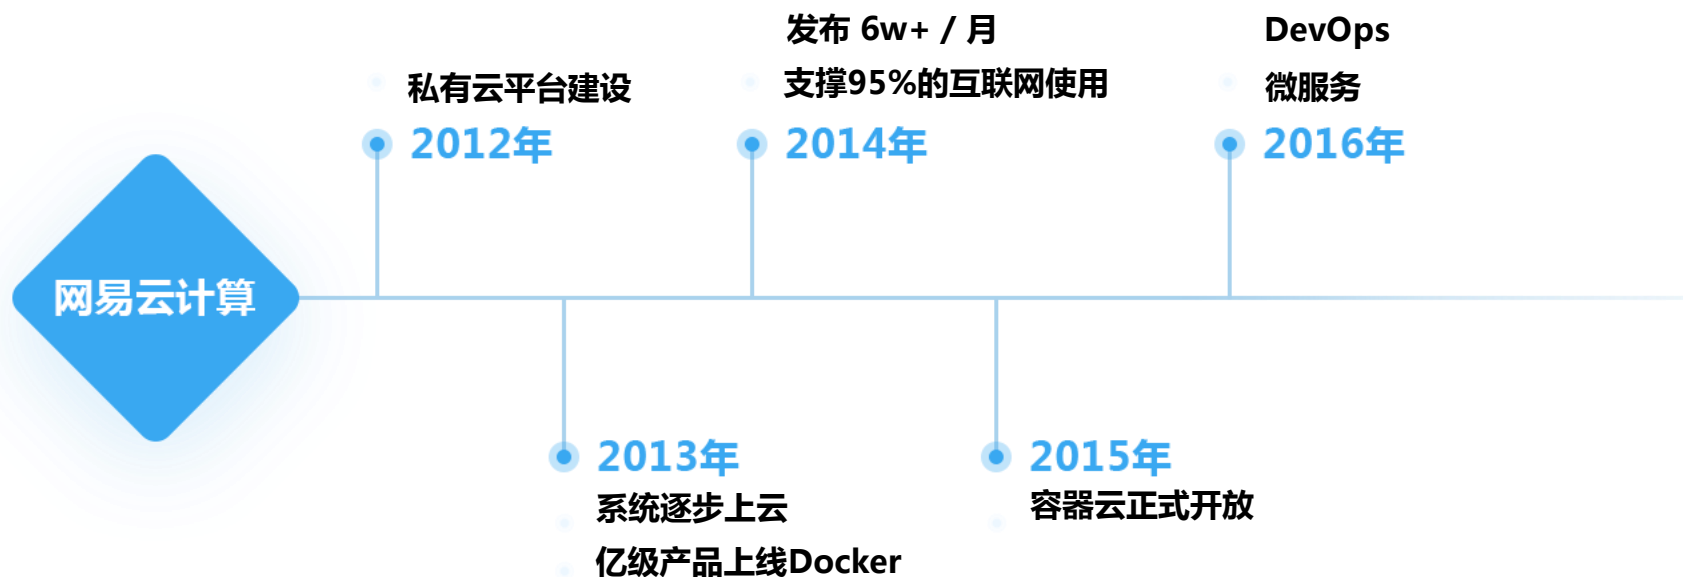 网易云计算
私有云平台建设
2012年
系统逐步上云
亿级产品上线Docker
2013年
发布 6w+ / 月
支撑95%的互联网使用
2014年
2015年
容器云正式开放
DevOps
微服务
2016年